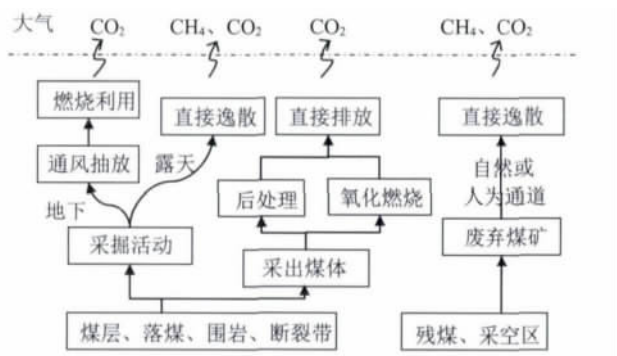 大气 CO₂ CH₄、CO₂ CO₂ CH₄、CO₂
燃烧利用
直接逸散 直接排放 直接逸散
通风抽放 露天 自然或
人为通道
地下 后处理 氧化燃烧
采掘活动 废弃煤矿
采出煤体
煤层、落煤、围岩、断裂带 残煤、采空区